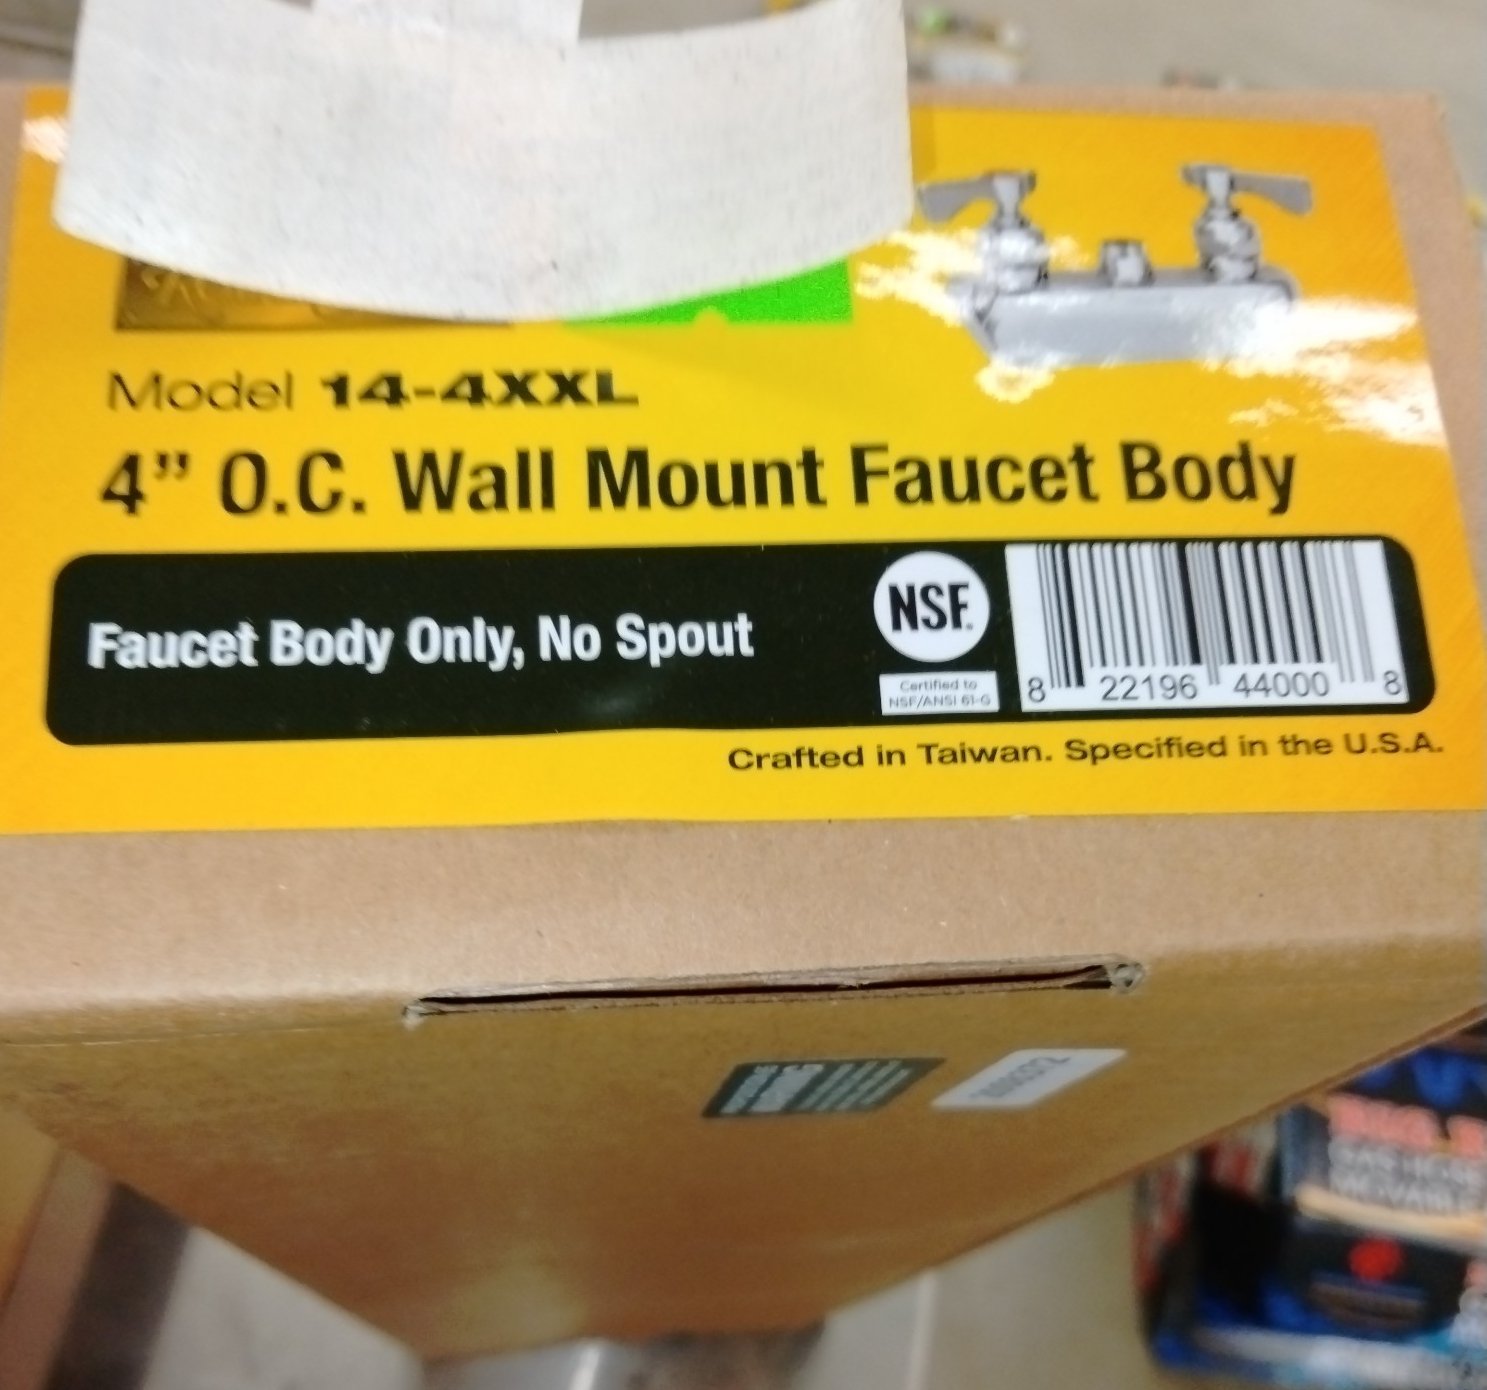 Model 14-4XXL
4” O.C. Wall Mount Faucet Body
Faucet Body Only, No Spout
NSF.
Certified to
NSF/ANSI 61-G
8 22196 44000 8
Crafted in Taiwan. Specified in the U.S.A.